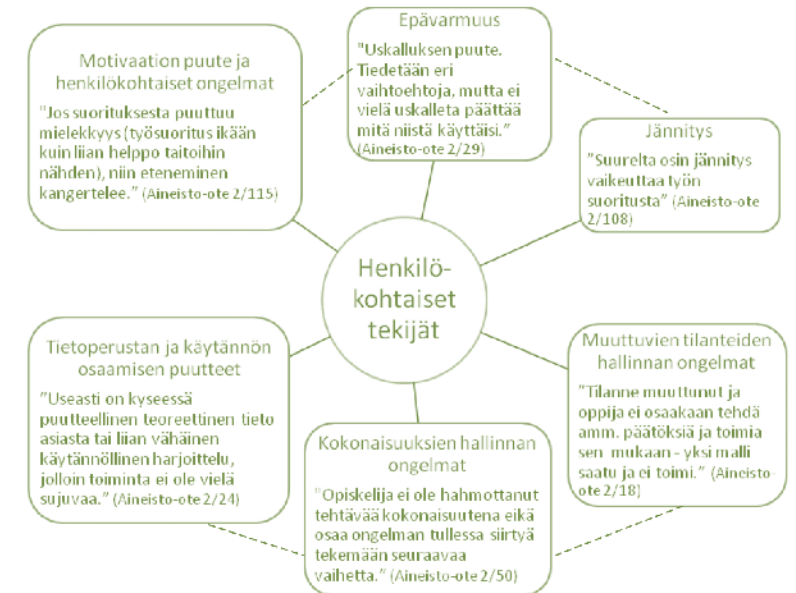 Motivaation puute ja
henkilökohtaiset ongelmat
"Jos suorituksesta puuttuu
mielekkyys (työsuoritus ikään
kuin liian helppo taitoihin
nähden), niin eteneminen
kangertelee." (Aineisto-ote 2/115)
Epävarmuus
"Uskalluksen puute.
Tiedetään eri
vaihtoehtoja, mutta ei
vielä uskalleta päättää
mitä niistä käyttäisi."
(Aineisto-ote 2/29)
Jännitys
"Suurelta osin jännitys
vaikeuttaa työn
suoritusta" (Aineisto-ote
2/108)
Henkilö-
kohtaiset
tekijät
Tietoperustan ja käytännön
osaamisen puutteet
"Useasti on kyseessä
puutteellinen teoreettinen tieto
asiasta tai liian vähäinen
käytännöllinen harjoittelu,
jolloin toiminta ei ole vielä
sujuvaa." (Aineisto-ote 2/24)
Kokonaisuuksien hallinnan
ongelmat
"Opiskelija ei ole hahmottanut
tehtävää kokonaisuutena eikä
osaa ongelman tullessa siirtyä
tekemään seuraavaa
vaihetta." (Aineisto-ote 2/50)
Muuttuvien tilanteiden
hallinnan ongelmat
"Tilanne muuttunut ja
oppija ei osaakaan tehdä
amm. päätöksiä ja toimia
sen mukaan - yksi malli
saatu ja ei toimi." (Aineisto-
ote 2/18)